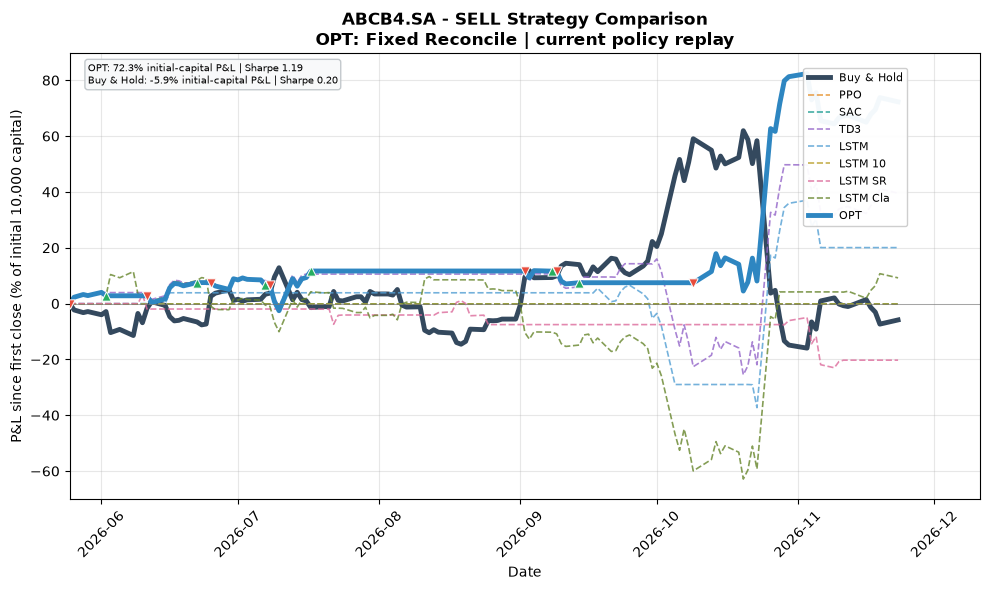 ABCB4.SA - SELL Strategy Comparison
OPT: Fixed Reconcile | current policy replay
OPT: 72.3% initial-capital P&L | Sharpe 1.19
Buy & Hold: -5.9% initial-capital P&L | Sharpe 0.20
Buy & Hold
PPO
SAC
TD3
LSTM
LSTM 10
LSTM SR
LSTM Cla
OPT
P&L since first close (% of initial 10,000 capital)
80
60
40
20
0
−20
−40
−60
2026-06
2026-07
2026-08
2026-09
2026-10
2026-11
2026-12
Date